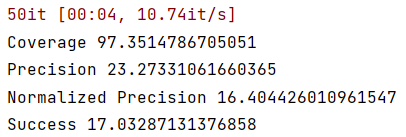 50it [00:04, 10.74it/s]
Coverage 97.3514786705051
Precision 23.27331061660365
Normalized Precision 16.404426010961547
Success 17.03287131376858